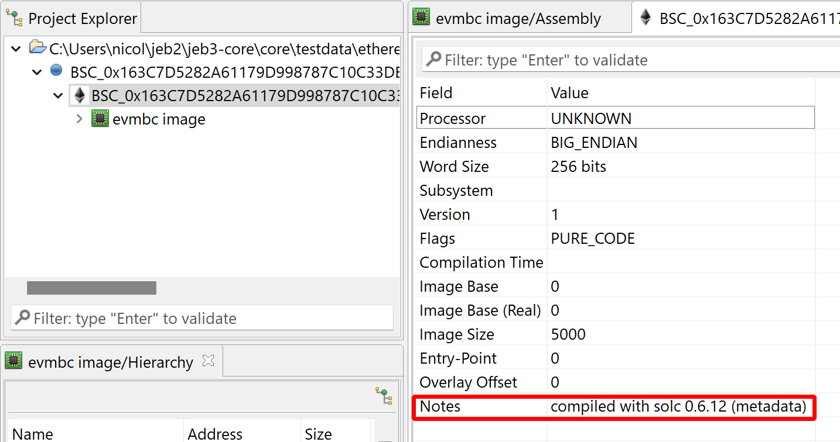 Project Explorer
C:\Users\nicol\jeb2\jeb3-core\core\testdata\ethere
BSC_0x163C7D5282A61179D998787C10C33DE
BSC_0x163C7D5282A61179D998787C10C33
evmbc image
Filter: type "Enter" to validate
evmbc image/Hierarchy
Name Address Size
evmbc image/Assembly
BSC_0x163C7D5282A6117
Filter: type "Enter" to validate
Field Value
Processor UNKNOWN
Endianness BIG_ENDIAN
Word Size 256 bits
Subsystem
Version 1
Flags PURE_CODE
Compilation Time
Image Base 0
Image Base (Real) 0
Image Size 5000
Entry-Point 0
Overlay Offset 0
Notes compiled with solc 0.6.12 (metadata)